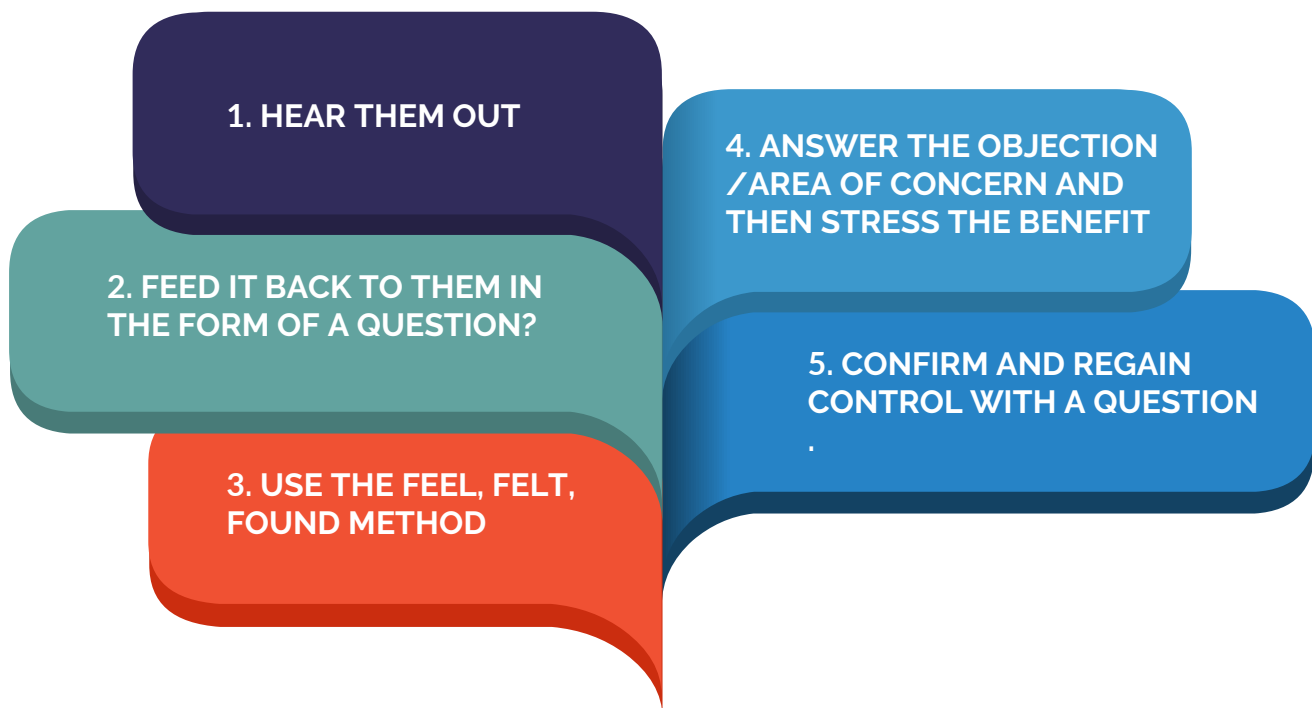 1. HEAR THEM OUT
2. FEED IT BACK TO THEM IN
THE FORM OF A QUESTION?
3. USE THE FEEL, FELT,
FOUND METHOD
4. ANSWER THE OBJECTION
/AREA OF CONCERN AND
THEN STRESS THE BENEFIT
5. CONFIRM AND REGAIN
CONTROL WITH A QUESTION
.